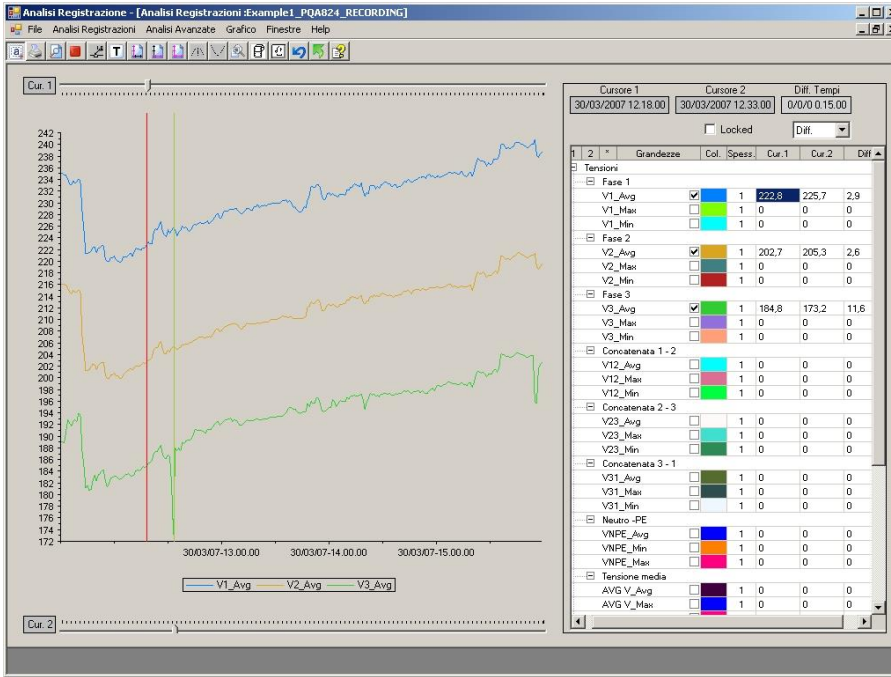 Analisi Registrazione - [Analisi Registrazioni :Example1_PQA824_RECORDING]
File Analisi Registrazioni Analisi Avanzate Grafico Finestre Help
Cur. 1
Cursore 1 Cursore 2 Diff. Tempi
30/03/2007 12.18.00 30/03/2007 12.33.00 0/0/0 0.15.00
Locked Diff.
1 2 * Grandezze Col. Spess. Cur.1 Cur.2 Diff
Tensioni
Fase 1
V1_Avg 1 222,8 225,7 2,9
V1_Max 1 0 0 0
V1_Min 1 0 0 0
Fase 2
V2_Avg 1 202,7 205,3 2,6
V2_Max 1 0 0 0
V2_Min 1 0 0 0
Fase 3
V3_Avg 1 184,8 173,2 11,6
V3_Max 1 0 0 0
V3_Min 1 0 0 0
Concatenata 1 - 2
V12_Avg 1 0 0 0
V12_Max 1 0 0 0
V12_Min 1 0 0 0
Concatenata 2 - 3
V23_Avg 1 0 0 0
V23_Max 1 0 0 0
V23_Min 1 0 0 0
Concatenata 3 - 1
V31_Avg 1 0 0 0
V31_Max 1 0 0 0
V31_Min 1 0 0 0
Neutro -PE
VNPE_Avg 1 0 0 0
VNPE_Min 1 0 0 0
VNPE_Max 1 0 0 0
Tensione media
AVG V_Avg 1 0 0 0
AVG V_Max 1 0 0 0
242
240
238
236
234
232
230
228
226
224
222
220
218
216
214
212
210
208
206
204
202
200
198
196
194
192
190
188
186
184
182
180
178
176
174
172
30/03/07-13.00.00 30/03/07-14.00.00 30/03/07-15.00.00
V1_Avg V2_Avg V3_Avg
Cur. 2